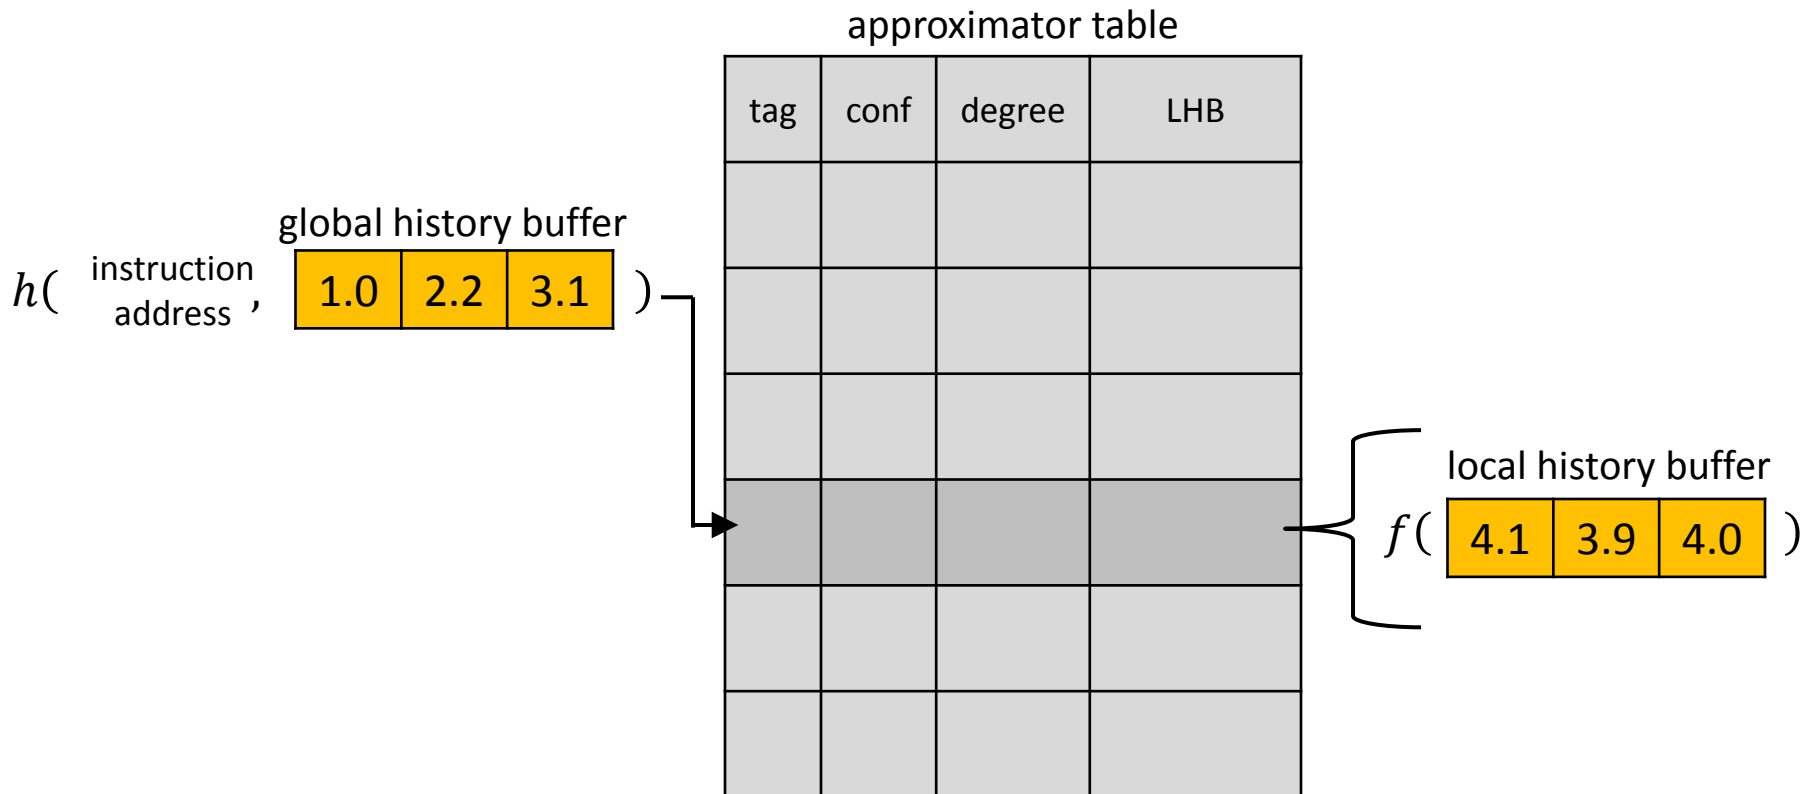 approximator table
tag conf degree LHB
global history buffer
h( instruction address , 1.0 2.2 3.1 )
local history buffer
f( 4.1 3.9 4.0 )